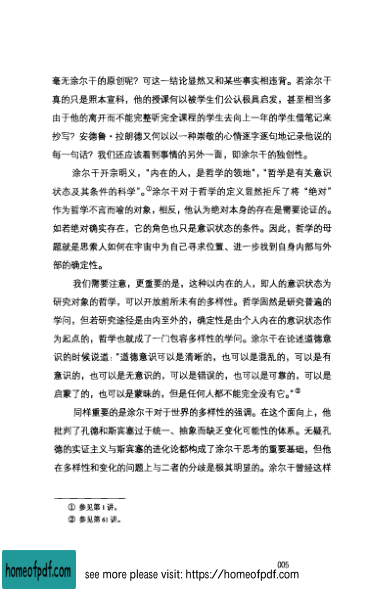 毫无涂尔干的原创呢？可这一结论显然又和某些事实相违背。若涂尔干
真的只是照本宣科，他的授课何以被学生们公认极具启发，甚至相当多
由于他的离开而不能完整听完全课程的学生去向上一年的学生借笔记来
抄写？安德鲁·拉朗德又何以以一种崇敬的心情逐字逐句地记录他说的
每一句话？我们还应该看到事情的另外一面，即涂尔干的独创性。
涂尔干开宗明义，“内在的人，是哲学的领地”，“哲学是有关意识
状态及其条件的科学”。①涂尔干对于哲学的定义显然拒斥了将“绝对”
作为哲学不言而喻的对象，相反，他认为绝对本身的存在是需要论证的。
如若绝对确实存在，它的角色也只是意识状态的条件。因此，哲学的母
题就是思索人如何在宇宙中为自己寻求位置、进一步找到自身内部与外
部的确定性。
我们需要注意，更重要的是，这种以内在的人，即人的意识状态为
研究对象的哲学，可以开放前所未有的多样性。哲学固然是研究普遍的
学问，但若研究途径是由内至外的，确定性是由个人内在的意识状态作
为起点的，哲学也就成了一门包容多样性的学问。涂尔干在论述道德意
识的时候说道：“道德意识可以是清晰的，也可以是混乱的，可以是有
意识的，也可以是无意识的，可以是错误的，也可以是可靠的，可以是
启蒙了的，也可以是蒙昧的，但是任何人都不能完全没有它。”②
同样重要的是涂尔干对于世界的多样性的强调。在这个面向上，他
批判了孔德和斯宾塞过于统一、抽象而缺乏变化可能性的体系。无疑孔
德的实证主义与斯宾塞的进化论都构成了涂尔干思考的重要基础，但他
在多样性和变化的问题上与二者的分歧是极其明显的。涂尔干曾经这样
① 参见第1讲。
② 参见第61讲。
005
homeofpdf.com
see more please visit: https://homeofpdf.com